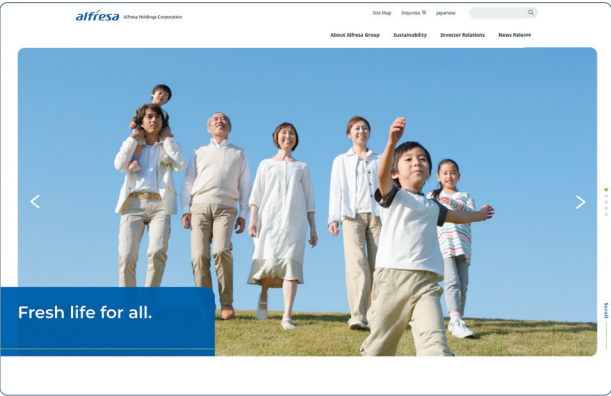 alfresa Alfresa Holdings Corporation
Site Map Inquiries Japanese
About Alfresa Group Sustainability Investor Relations News Release
Fresh life for all.
Scroll